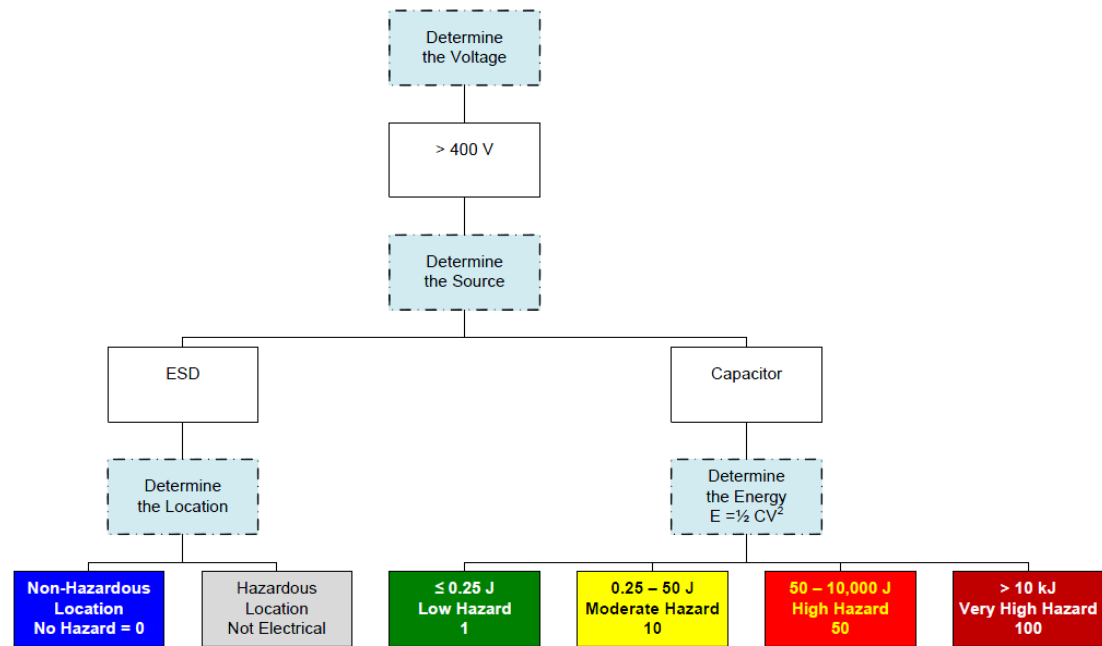 Determine
the Voltage
> 400 V
Determine
the Source
ESD
Capacitor
Determine
the Location
Determine
the Energy
E =½ CV²
Non-Hazardous
Location
No Hazard = 0
Hazardous
Location
Not Electrical
≤ 0.25 J
Low Hazard
1
0.25 – 50 J
Moderate Hazard
10
50 – 10,000 J
High Hazard
50
> 10 kJ
Very High Hazard
100